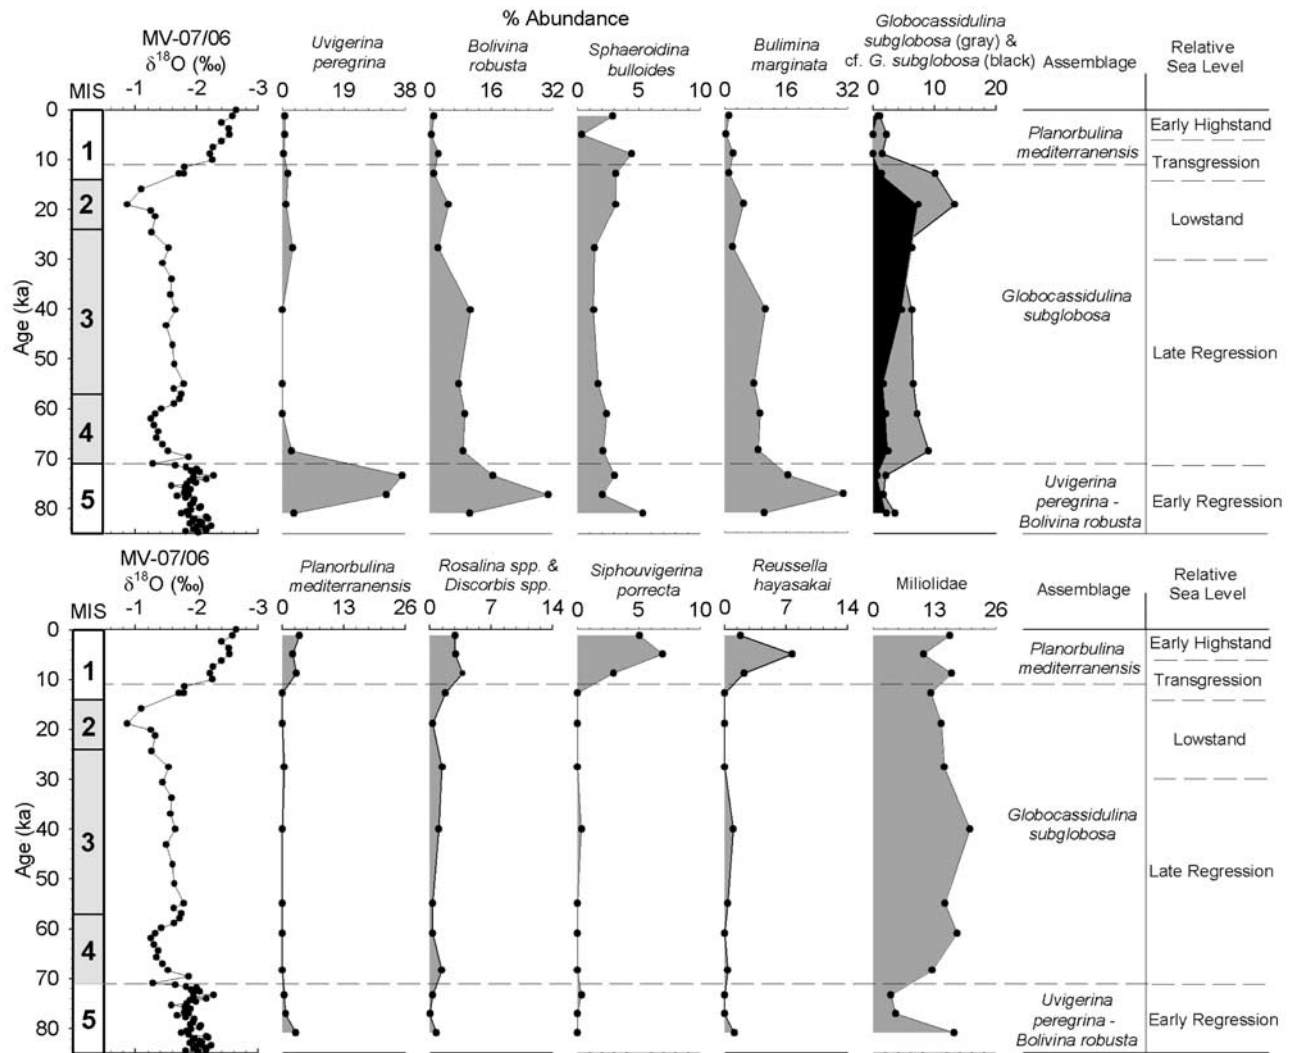 % Abundance
MV-07/06
δ18O (‰)
MIS
-1 -2 -3
Uvigerina
peregrina
0 19 38
Bolivina
robusta
0 16 32
Sphaeroidina
bulloides
0 5 10
Bulimina
marginata
0 16 32
Globocassidulina
subglobosa (gray) &
cf. G. subglobosa (black)
0 10 20
Assemblage
Relative
Sea Level
Age (ka)
0
10
20
30
40
50
60
70
80
1
2
3
4
5
Planorbulina
mediterranensis
Globocassidulina
subglobosa
Uvigerina
peregrina -
Bolivina robusta
Early Highstand
Transgression
Lowstand
Late Regression
Early Regression
MV-07/06
δ18O (‰)
MIS
-1 -2 -3
Planorbulina
mediterranensis
0 13 26
Rosalina spp. &
Discorbis spp.
0 7 14
Siphouvigerina
porrecta
0 5 10
Reussella
hayasakai
0 7 14
Miliolidae
0 13 26
Assemblage
Relative
Sea Level
Age (ka)
0
10
20
30
40
50
60
70
80
1
2
3
4
5
Planorbulina
mediterranensis
Globocassidulina
subglobosa
Uvigerina
peregrina -
Bolivina robusta
Early Highstand
Transgression
Lowstand
Late Regression
Early Regression